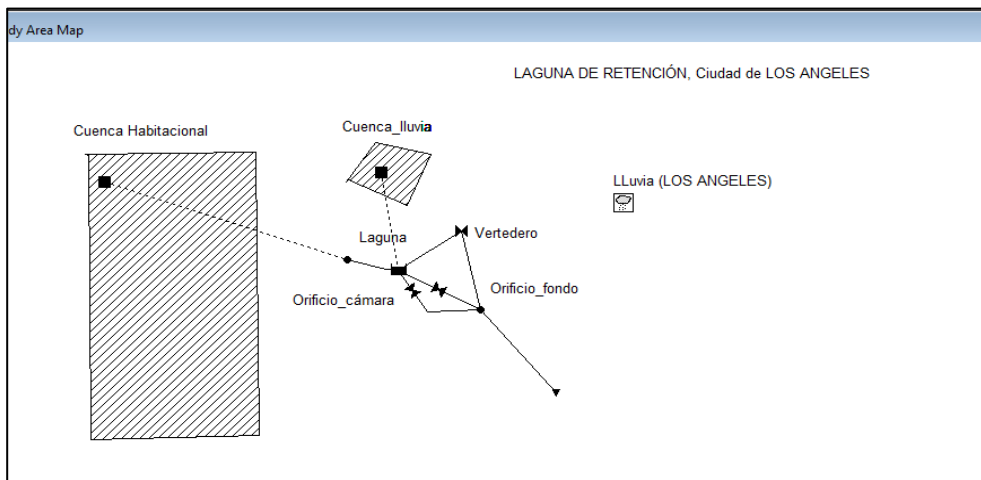 dy Area Map
LAGUNA DE RETENCIÓN, Ciudad de LOS ANGELES
Cuenca Habitacional
Cuenca_lluvia
LLuvia (LOS ANGELES)
Laguna
Vertedero
Orificio_cámara
Orificio_fondo